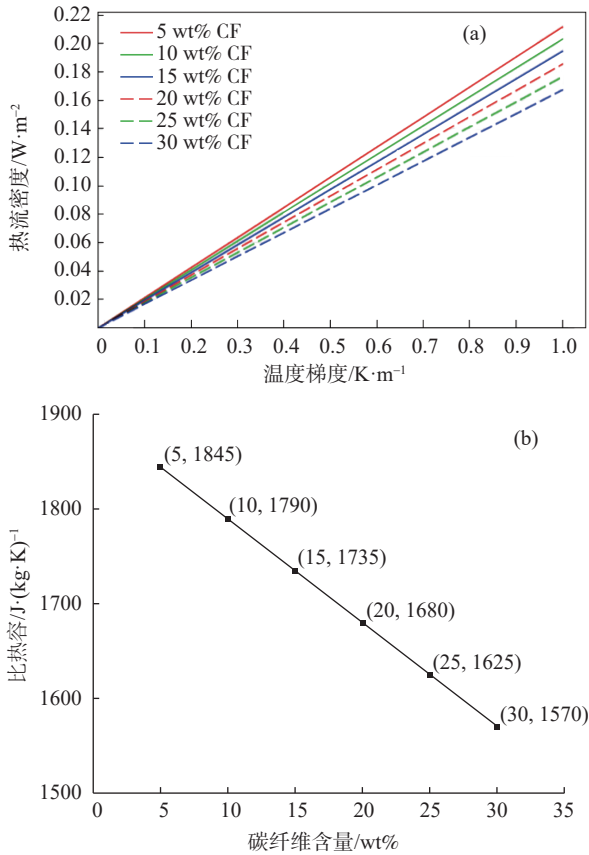 0.22
0.20
0.18
0.16
0.14
0.12
0.10
0.08
0.06
0.04
0.02
热流密度/W·m⁻²
5 wt% CF
10 wt% CF
15 wt% CF
20 wt% CF
25 wt% CF
30 wt% CF
(a)
0 0.1 0.2 0.3 0.4 0.5 0.6 0.7 0.8 0.9 1.0
温度梯度/K·m⁻¹
1900
1800
1700
1600
1500
比热容/J·(kg·K)⁻¹
(b)
(5, 1845)
(10, 1790)
(15, 1735)
(20, 1680)
(25, 1625)
(30, 1570)
0 5 10 15 20 25 30 35
碳纤维含量/wt%